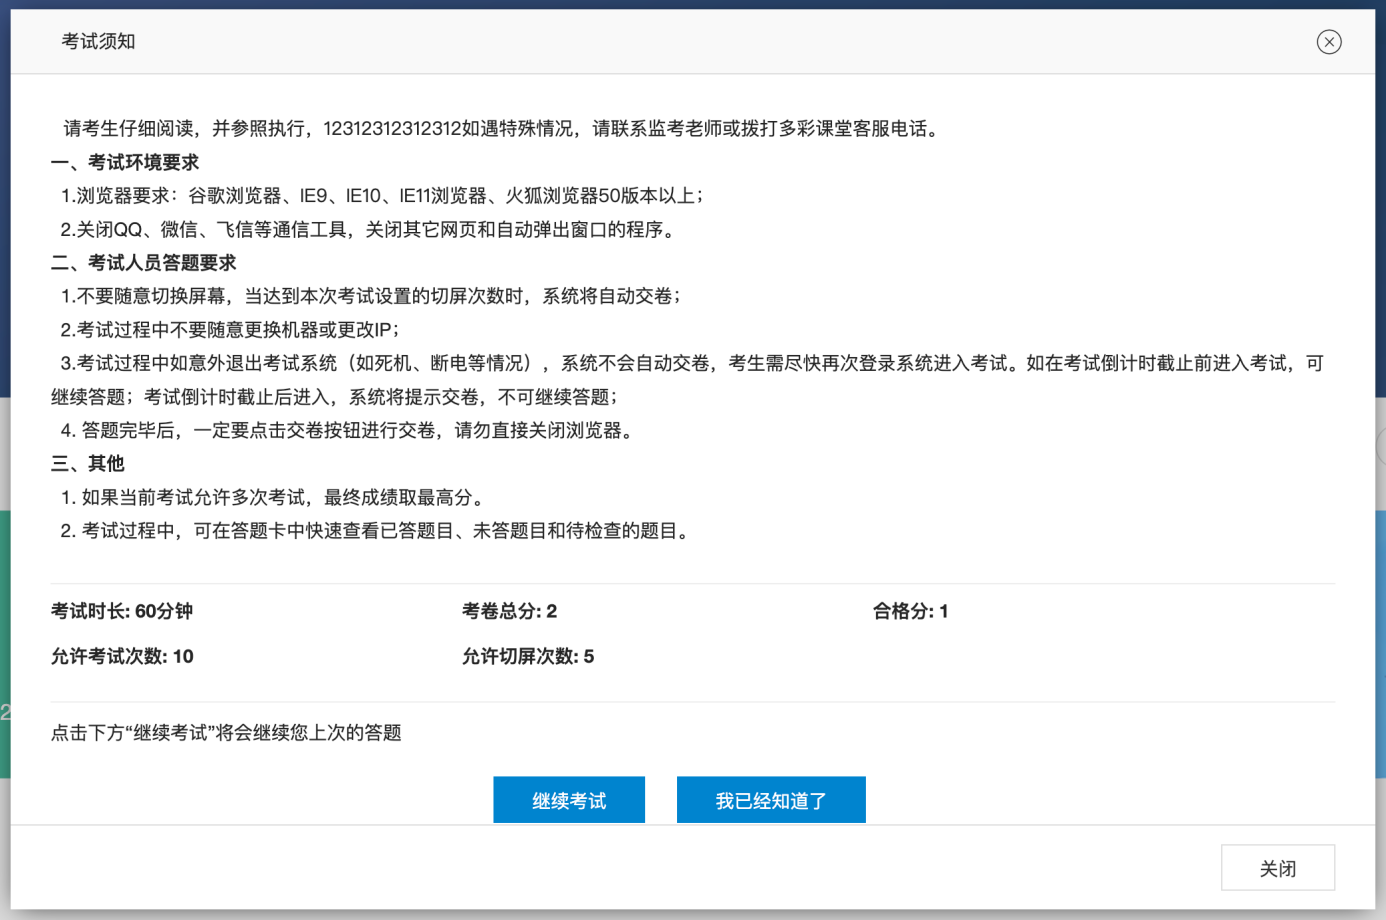 考试须知
请考生仔细阅读，并参照执行，12312312312312如遇特殊情况，请联系监考老师或拨打多彩课堂客服电话。
一、考试环境要求
1.浏览器要求：谷歌浏览器、IE9、IE10、IE11浏览器、火狐浏览器50版本以上；
2.关闭QQ、微信、飞信等通信工具，关闭其它网页和自动弹出窗口的程序。
二、考试人员答题要求
1.不要随意切换屏幕，当达到本次考试设置的切屏次数时，系统将自动交卷；
2.考试过程中不要随意更换机器或更改IP；
3.考试过程中如意外退出考试系统（如死机、断电等情况），系统不会自动交卷，考生需尽快再次登录系统进入考试。如在考试倒计时截止前进入考试，可
继续答题；考试倒计时截止后进入，系统将提示交卷，不可继续答题；
4. 答题完毕后，一定要点击交卷按钮进行交卷，请勿直接关闭浏览器。
三、其他
1. 如果当前考试允许多次考试，最终成绩取最高分。
2. 考试过程中，可在答题卡中快速查看已答题目、未答题目和待检查的题目。
考试时长: 60分钟 考卷总分: 2 合格分: 1
允许考试次数: 10 允许切屏次数: 5
2
点击下方“继续考试”将会继续您上次的答题
继续考试 我已经知道了
关闭